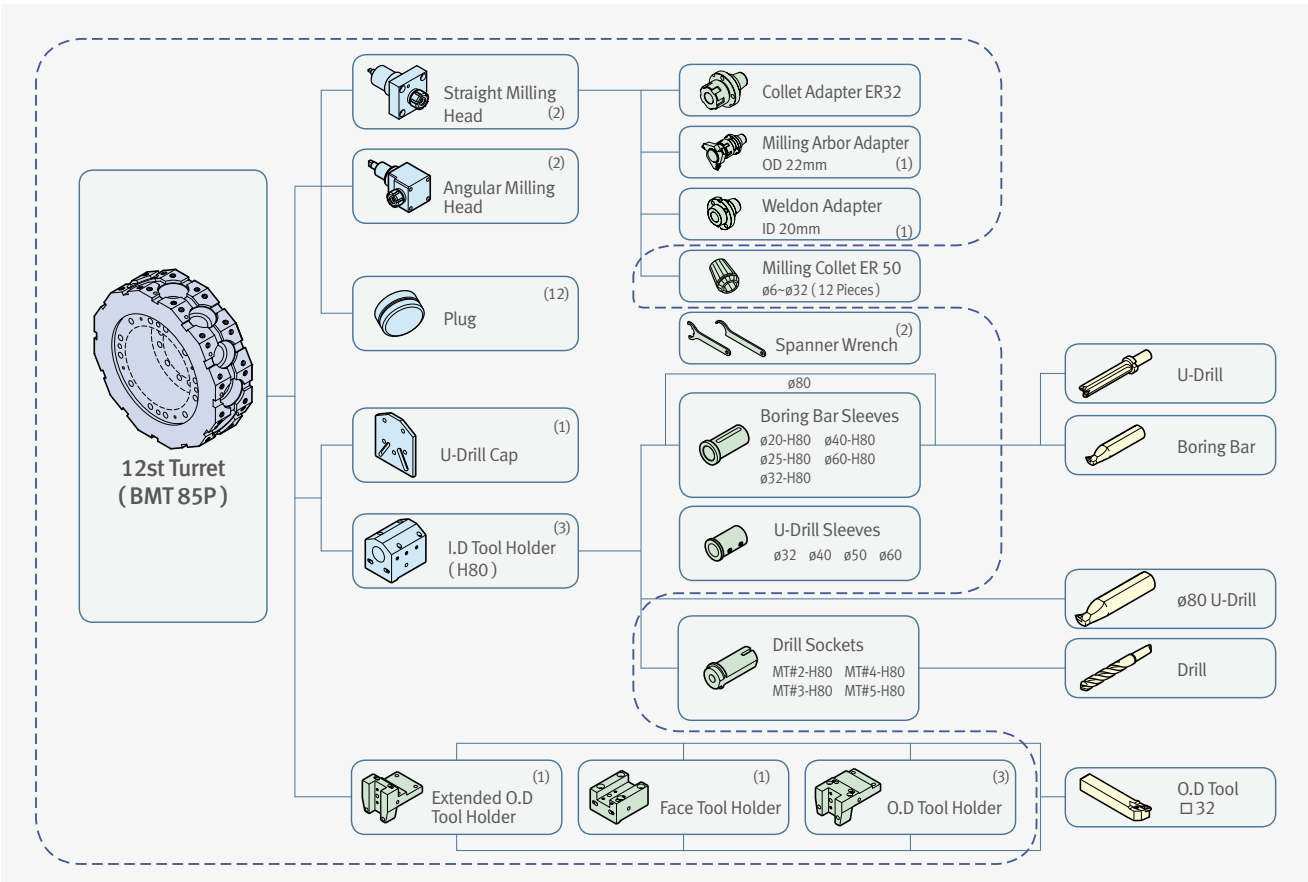 12st Turret
( BMT 85P )
Straight Milling
Head
(2)
(2)
Angular Milling
Head
(12)
Plug
(1)
U-Drill Cap
(3)
I.D Tool Holder
( H80 )
Collet Adapter ER32
Milling Arbor Adapter
OD 22mm (1)
Weldon Adapter
ID 20mm (1)
Milling Collet ER 50
ø6~ø32 ( 12 Pieces )
(2)
Spanner Wrench
ø80
Boring Bar Sleeves
ø20-H80 ø40-H80
ø25-H80 ø60-H80
ø32-H80
U-Drill Sleeves
ø32 ø40 ø50 ø60
Drill Sockets
MT#2-H80 MT#4-H80
MT#3-H80 MT#5-H80
U-Drill
Boring Bar
ø80 U-Drill
Drill
(1)
Extended O.D
Tool Holder
(1)
Face Tool Holder
(3)
O.D Tool Holder
O.D Tool
□ 32